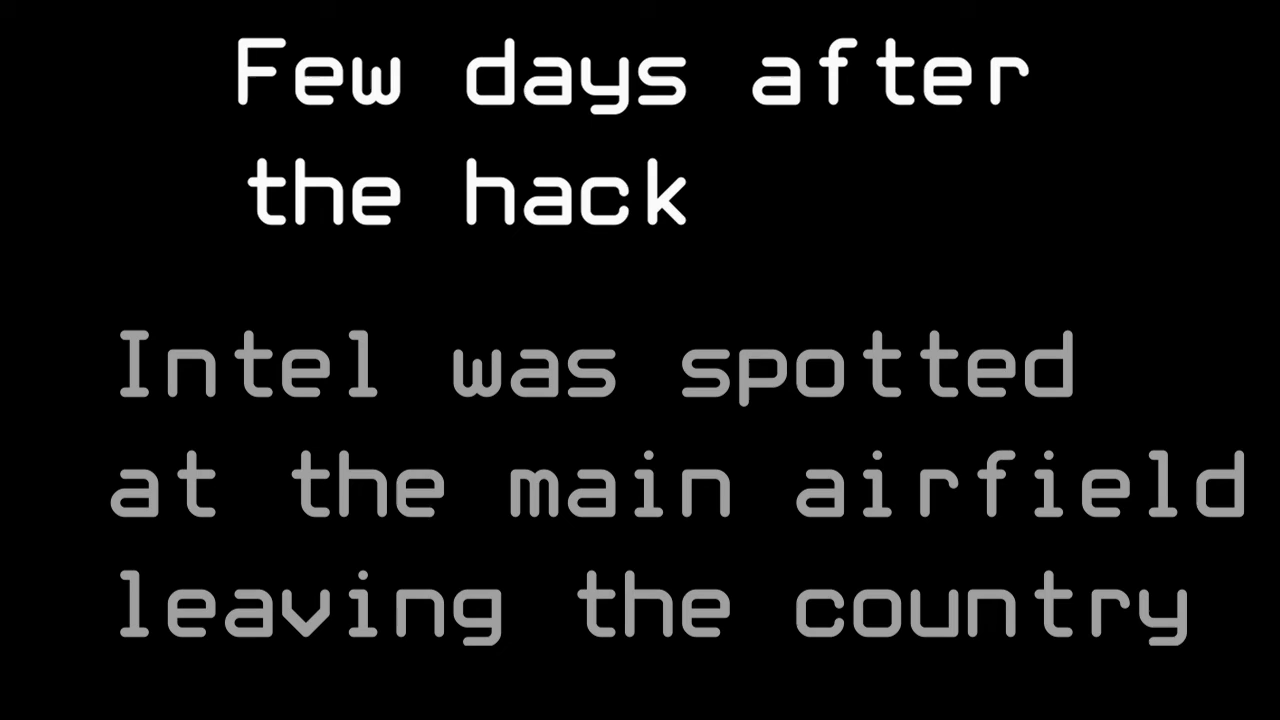 Few days after
the hack
Intel was spotted
at the main airfield
leaving the country